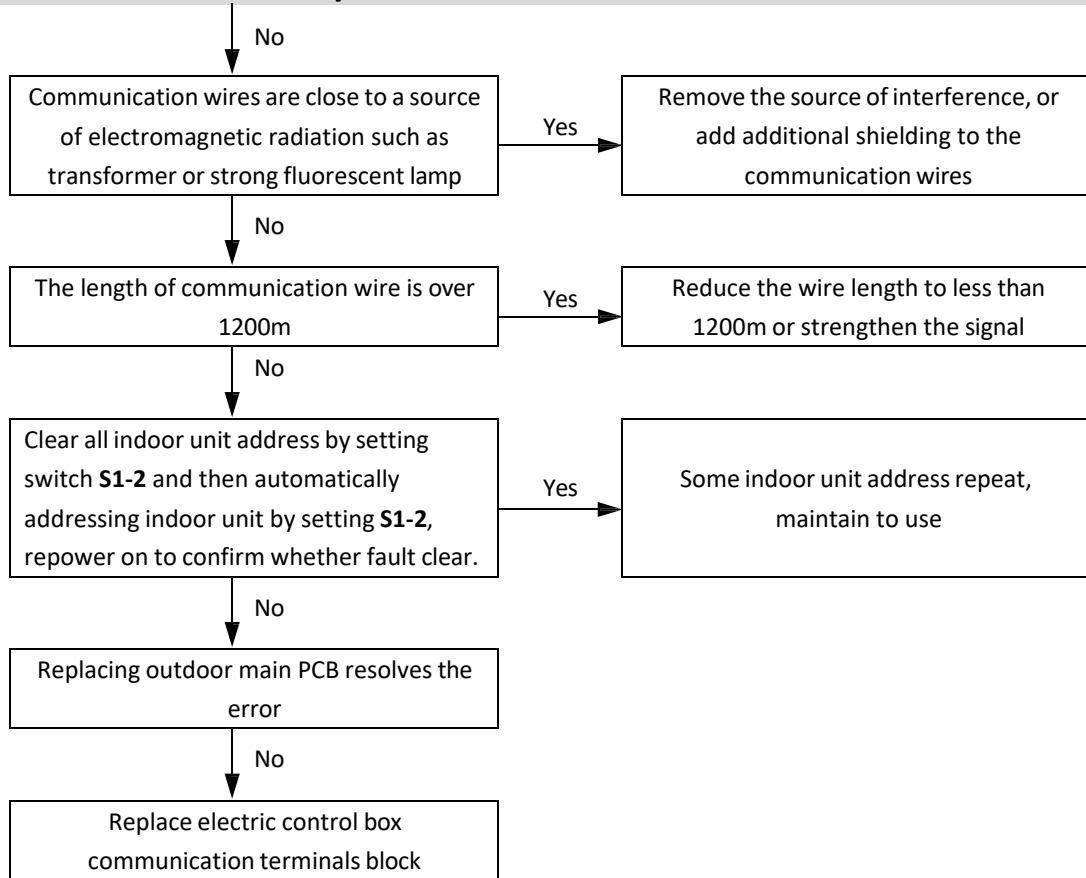 No
Communication wires are close to a source
of electromagnetic radiation such as
transformer or strong fluorescent lamp
Yes
Remove the source of interference, or
add additional shielding to the
communication wires
No
The length of communication wire is over
1200m
Yes
Reduce the wire length to less than
1200m or strengthen the signal
No
Clear all indoor unit address by setting
switch S1-2 and then automatically
addressing indoor unit by setting S1-2,
repower on to confirm whether fault clear.
Yes
Some indoor unit address repeat,
maintain to use
No
Replacing outdoor main PCB resolves the
error
No
Replace electric control box
communication terminals block